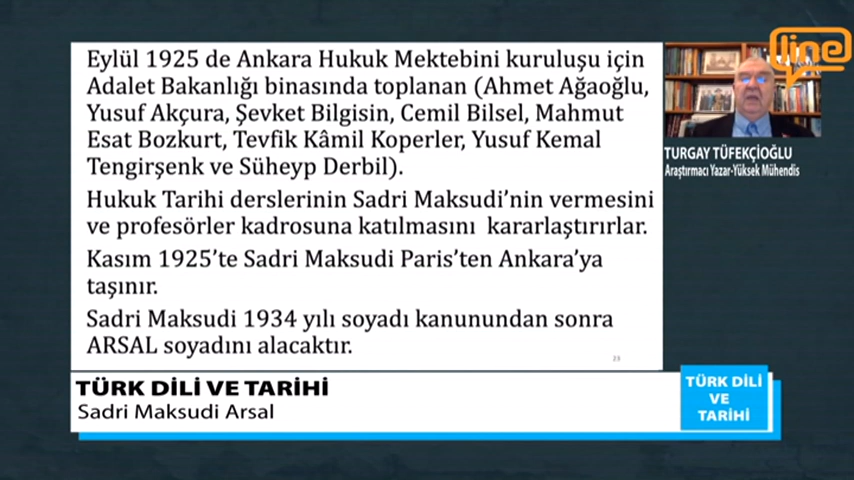 Eylül 1925 de Ankara Hukuk Mektebini kuruluşu için
Adalet Bakanlığı binasında toplanan (Ahmet Ağaoğlu,
Yusuf Akçura, Şevket Bilgisin, Cemil Bilsel, Mahmut
Esat Bozkurt, Tevfik Kâmil Koperler, Yusuf Kemal
Tengirşenk ve Süheyp Derbil).
Hukuk Tarihi derslerinin Sadri Maksudi’nin vermesini
ve profesörler kadrosuna katılmasını kararlaştırırlar.
Kasım 1925’te Sadri Maksudi Paris’ten Ankara’ya
taşınır.
Sadri Maksudi 1934 yılı soyadı kanunundan sonra
ARSAL soyadını alacaktır.
23
line
TURGAY TÜFEKÇİOĞLU
Araştırmacı Yazar-Yüksek Mühendis
TÜRK DİLİ VE TARİHİ
Sadri Maksudi Arsal
TÜRK DİLİ
VE
TARİHİ